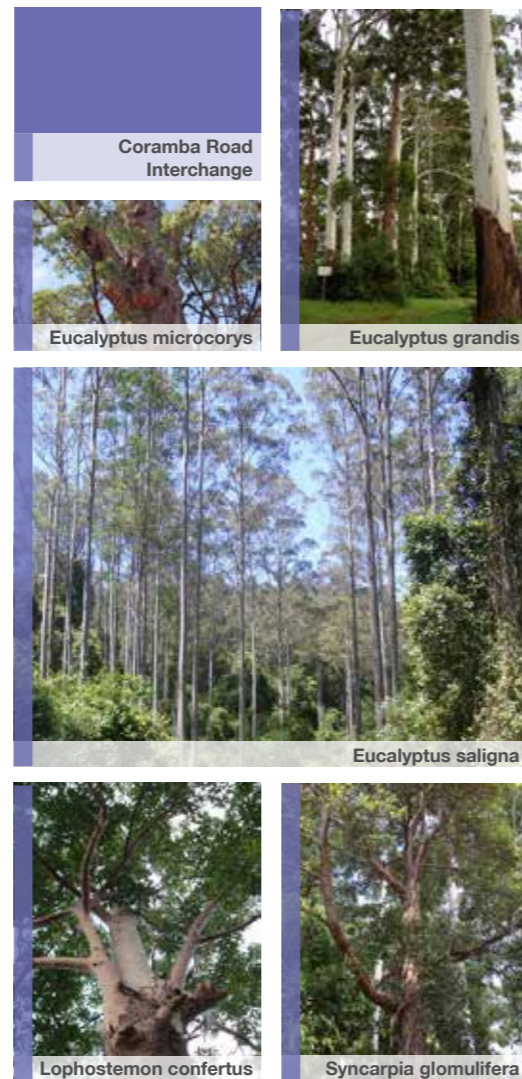 Coramba Road
Interchange
Eucalyptus microcorys
Eucalyptus grandis
Eucalyptus saligna
Lophostemon confertus
Syncarpia glomulifera